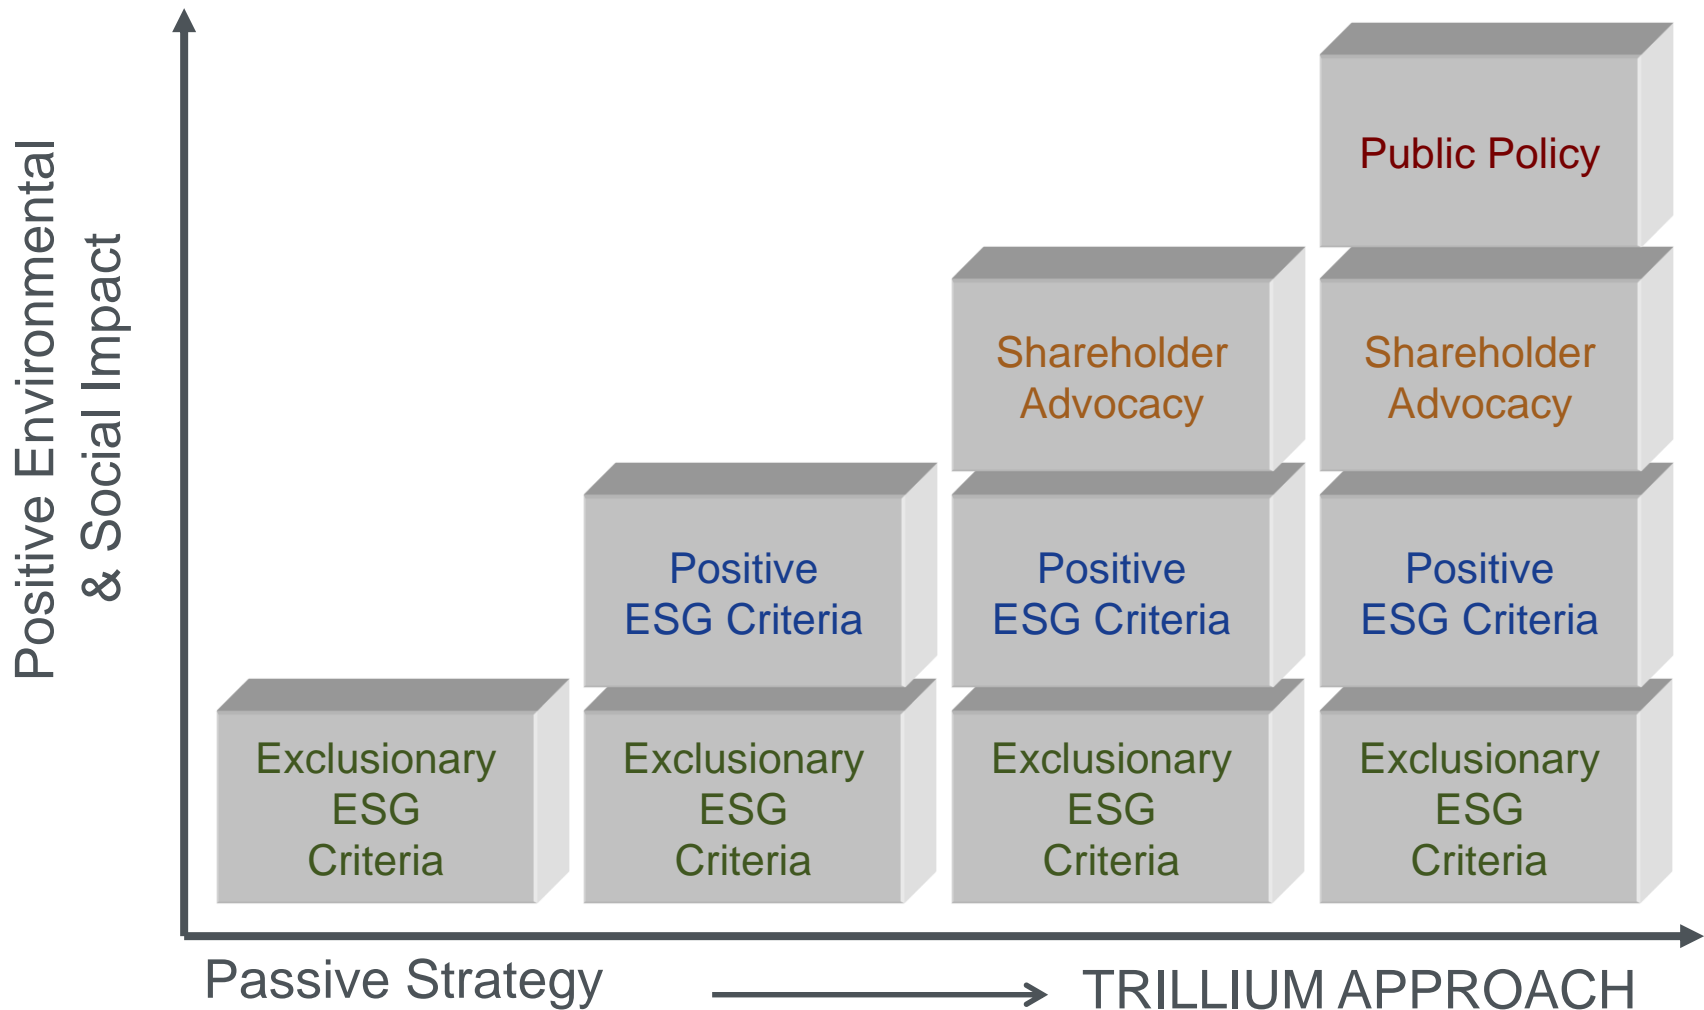 Positive Environmental
& Social Impact
Public Policy
Shareholder
Advocacy
Shareholder
Advocacy
Positive
ESG Criteria
Positive
ESG Criteria
Positive
ESG Criteria
Exclusionary
ESG
Criteria
Exclusionary
ESG
Criteria
Exclusionary
ESG
Criteria
Exclusionary
ESG
Criteria
Passive Strategy
TRILLIUM APPROACH